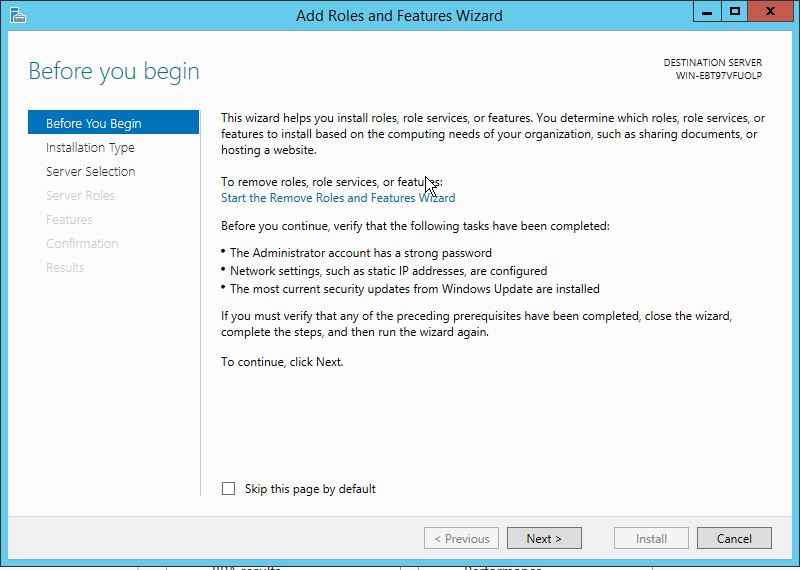 Add Roles and Features Wizard
Before you begin
DESTINATION SERVER
WIN-EBT97VFUOLP
Before You Begin
Installation Type
Server Selection
Server Roles
Features
Confirmation
Results
This wizard helps you install roles, role services, or features. You determine which roles, role services, or
features to install based on the computing needs of your organization, such as sharing documents, or
hosting a website.
To remove roles, role services, or features:
Start the Remove Roles and Features Wizard
Before you continue, verify that the following tasks have been completed:
• The Administrator account has a strong password
• Network settings, such as static IP addresses, are configured
• The most current security updates from Windows Update are installed
If you must verify that any of the preceding prerequisites have been completed, close the wizard,
complete the steps, and then run the wizard again.
To continue, click Next.
Skip this page by default
< Previous
Next >
Install
Cancel
BPA results
Performance